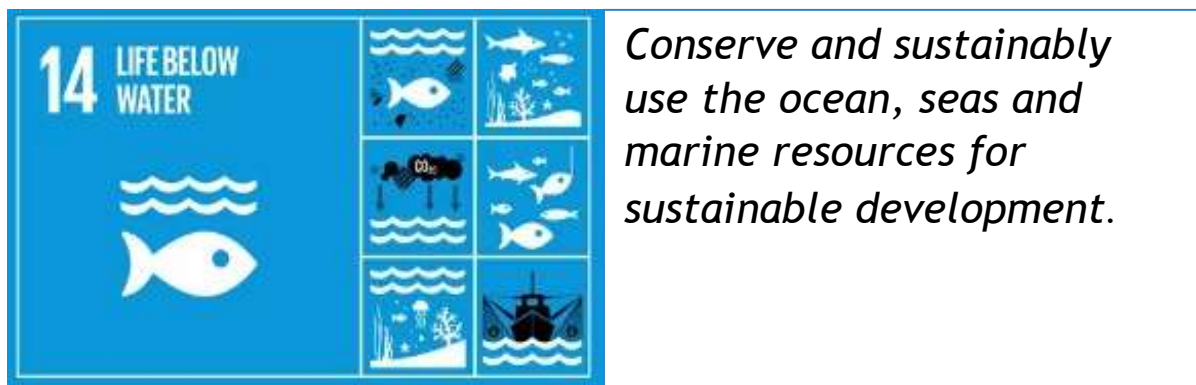 14 LIFE BELOW
WATER
CO₂
Conserve and sustainably
use the ocean, seas and
marine resources for
sustainable development.